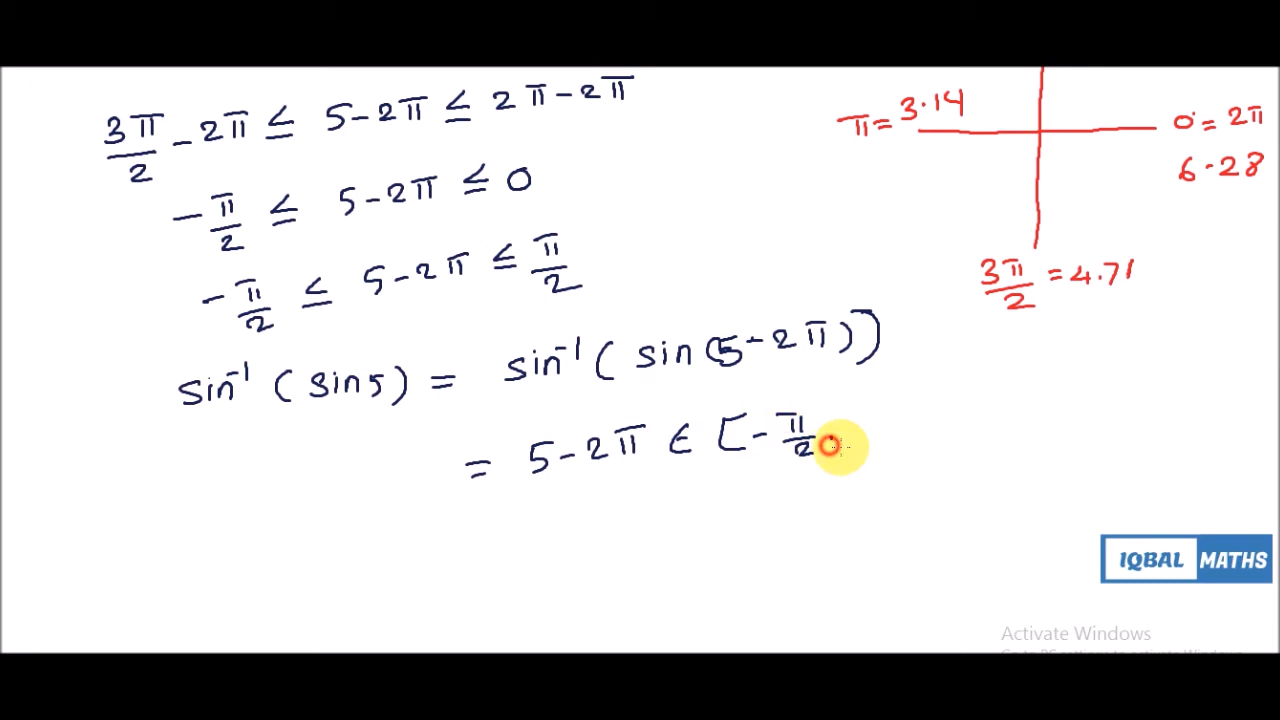 3π/2 - 2π ≤ 5-2π ≤ 2π-2π
-π/2 ≤ 5-2π ≤ 0
-π/2 ≤ 5-2π ≤ π/2
sin⁻¹ (sin5) = sin⁻¹ ( sin (5-2π))
= 5-2π ∈ [-π/2
π = 3.14
0 = 2π
6.28
3π/2 = 4.71
IQBAL MATHS
Activate Windows